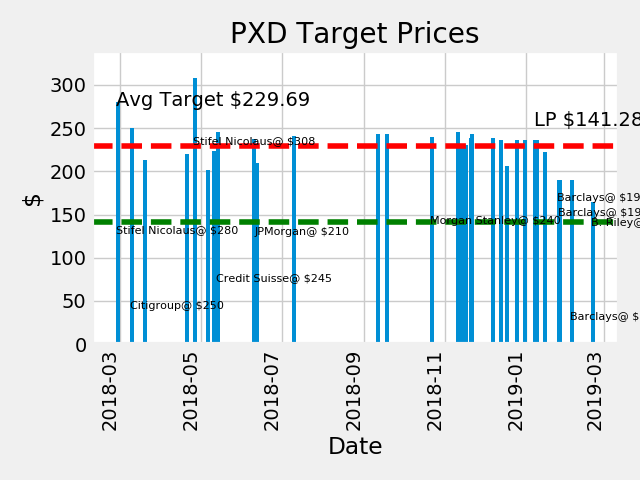 PXD Target Prices
300
250
200
150
100
50
0
$
Avg Target $229.69
LP $141.28
Stifel Nicolaus@ $308
Barclays@ $19
Barclays@ $19
Morgan Stanley@ $240
Stifel Nicolaus@ $280
JPMorgan@ $210
Credit Suisse@ $245
Citigroup@ $250
Barclays@ $
2018-03
2018-05
2018-07
2018-09
2018-11
2019-01
2019-03
Date